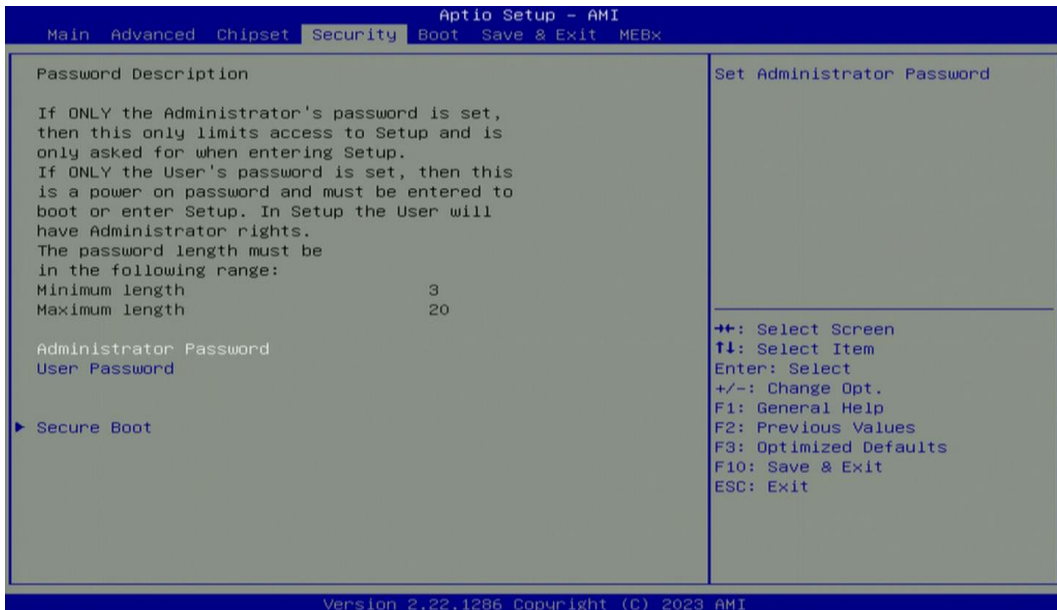 Aptio Setup – AMI
Main Advanced Chipset Security Boot Save & Exit MEBx
Password Description
If ONLY the Administrator's password is set,
then this only limits access to Setup and is
only asked for when entering Setup.
If ONLY the User's password is set, then this
is a power on password and must be entered to
boot or enter Setup. In Setup the User will
have Administrator rights.
The password length must be
in the following range:
Minimum length 3
Maximum length 20
Administrator Password
User Password
▶ Secure Boot
Set Administrator Password
→←: Select Screen
↑↓: Select Item
Enter: Select
+/-: Change Opt.
F1: General Help
F2: Previous Values
F3: Optimized Defaults
F10: Save & Exit
ESC: Exit
Version 2.22.1286 Copyright (C) 2023 AMI